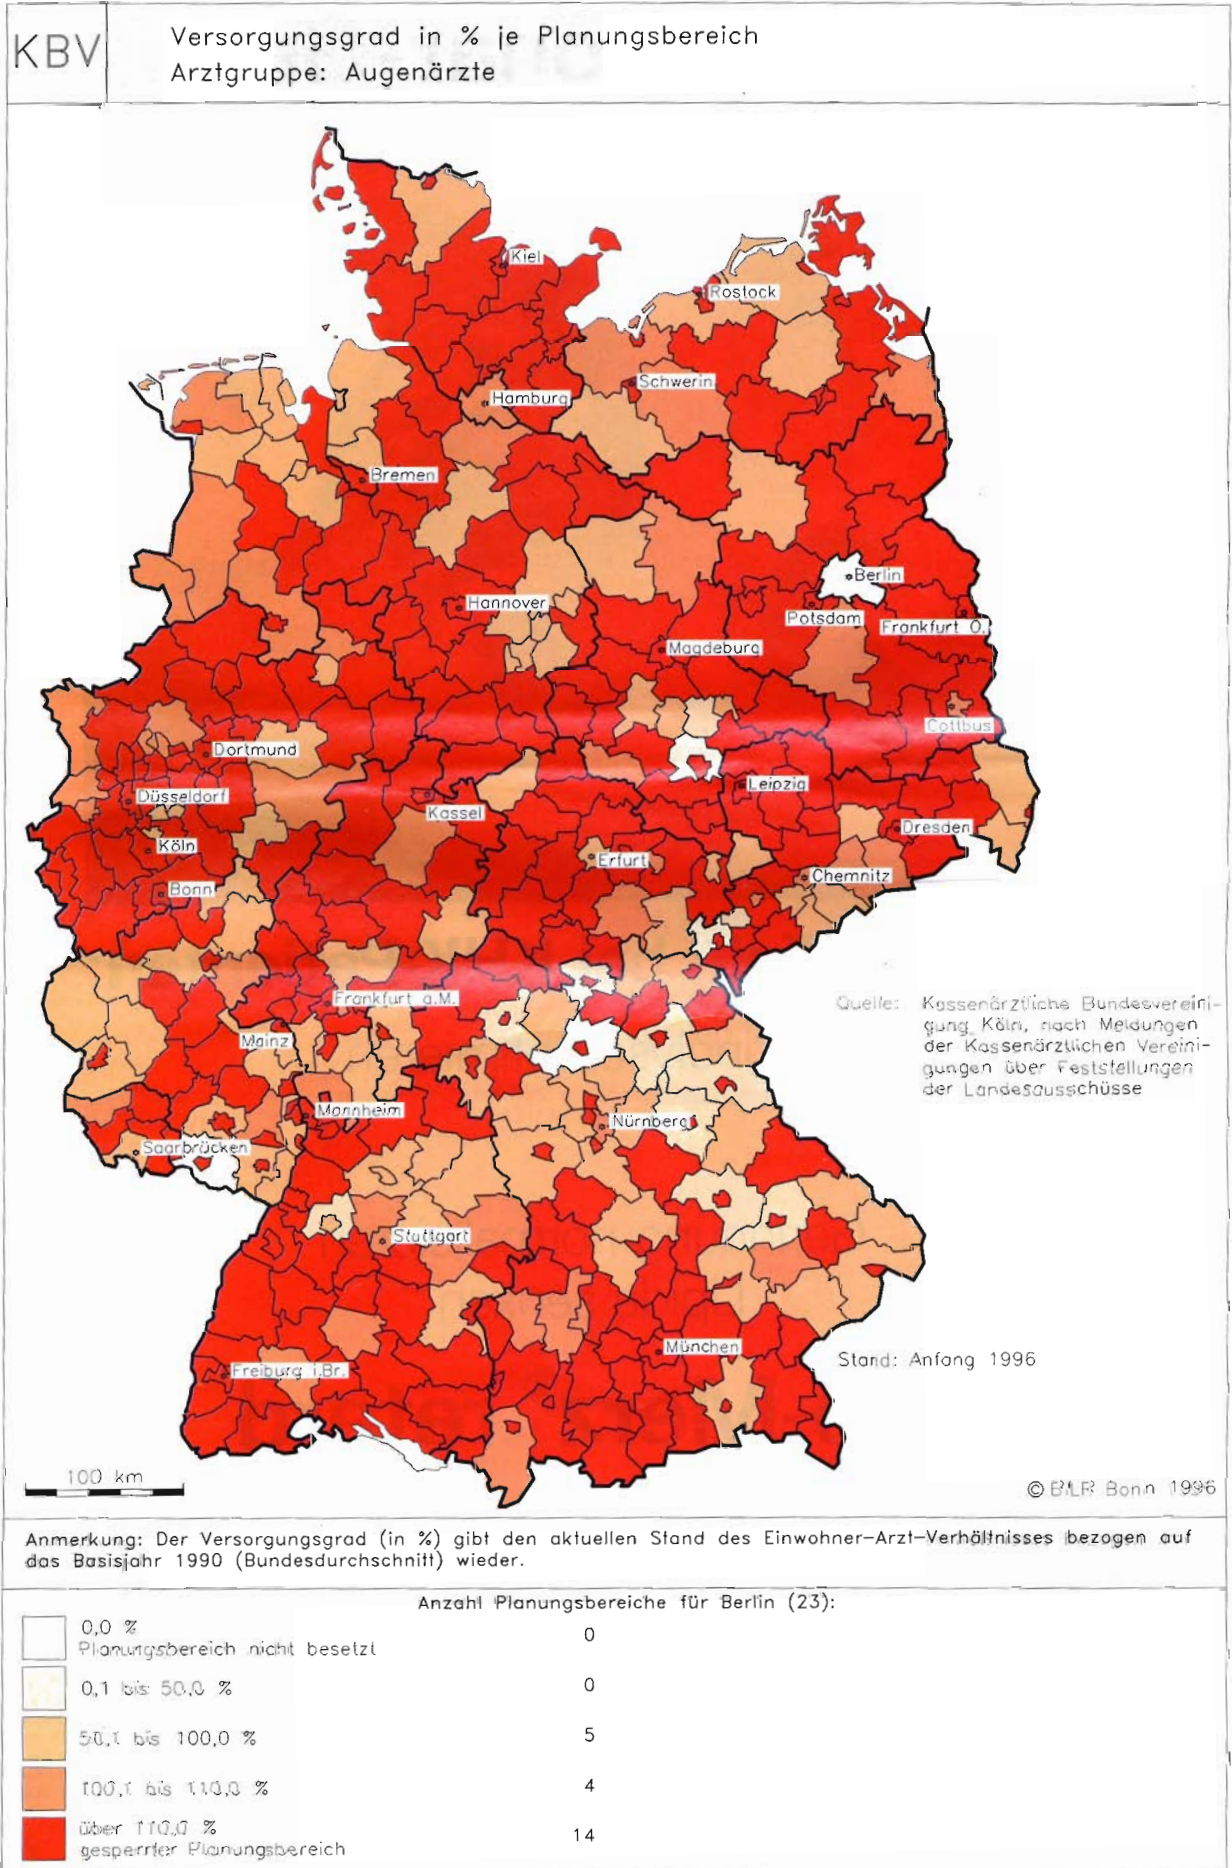 KBV
Versorgungsgrad in % je Planungsbereich
Arztgruppe: Augenärzte
Kiel
Rostock
Schwerin
Hamburg
Bremen
Berlin
Hannover
Potsdam
Frankfurt O.
Magdeburg
Cottbus
Dortmund
Düsseldorf
Leipzig
Kassel
Dresden
Köln
Erfurt
Chemnitz
Bonn
Frankfurt a.M.
Quelle: Kassenärztliche Bundesvereini-
gung Köln, nach Meldungen
der Kassenärztlichen Vereini-
gungen über Feststellungen
der Landesausschüsse
Mainz
Mannheim
Nürnberg
Saarbrücken
Stuttgart
München
Stand: Anfang 1996
Freiburg i.Br.
100 km
© BfLR Bonn 1996
Anmerkung: Der Versorgungsgrad (in %) gibt den aktuellen Stand des Einwohner-Arzt-Verhältnisses bezogen auf
das Basisjahr 1990 (Bundesdurchschnitt) wieder.
Anzahl Planungsbereiche für Berlin (23):
0,0 %
Planungsbereich nicht besetzt
0
0,1 bis 50,0 %
0
50,1 bis 100,0 %
5
100,1 bis 110,0 %
4
über 110,0 %
gesperrter Planungsbereich
14